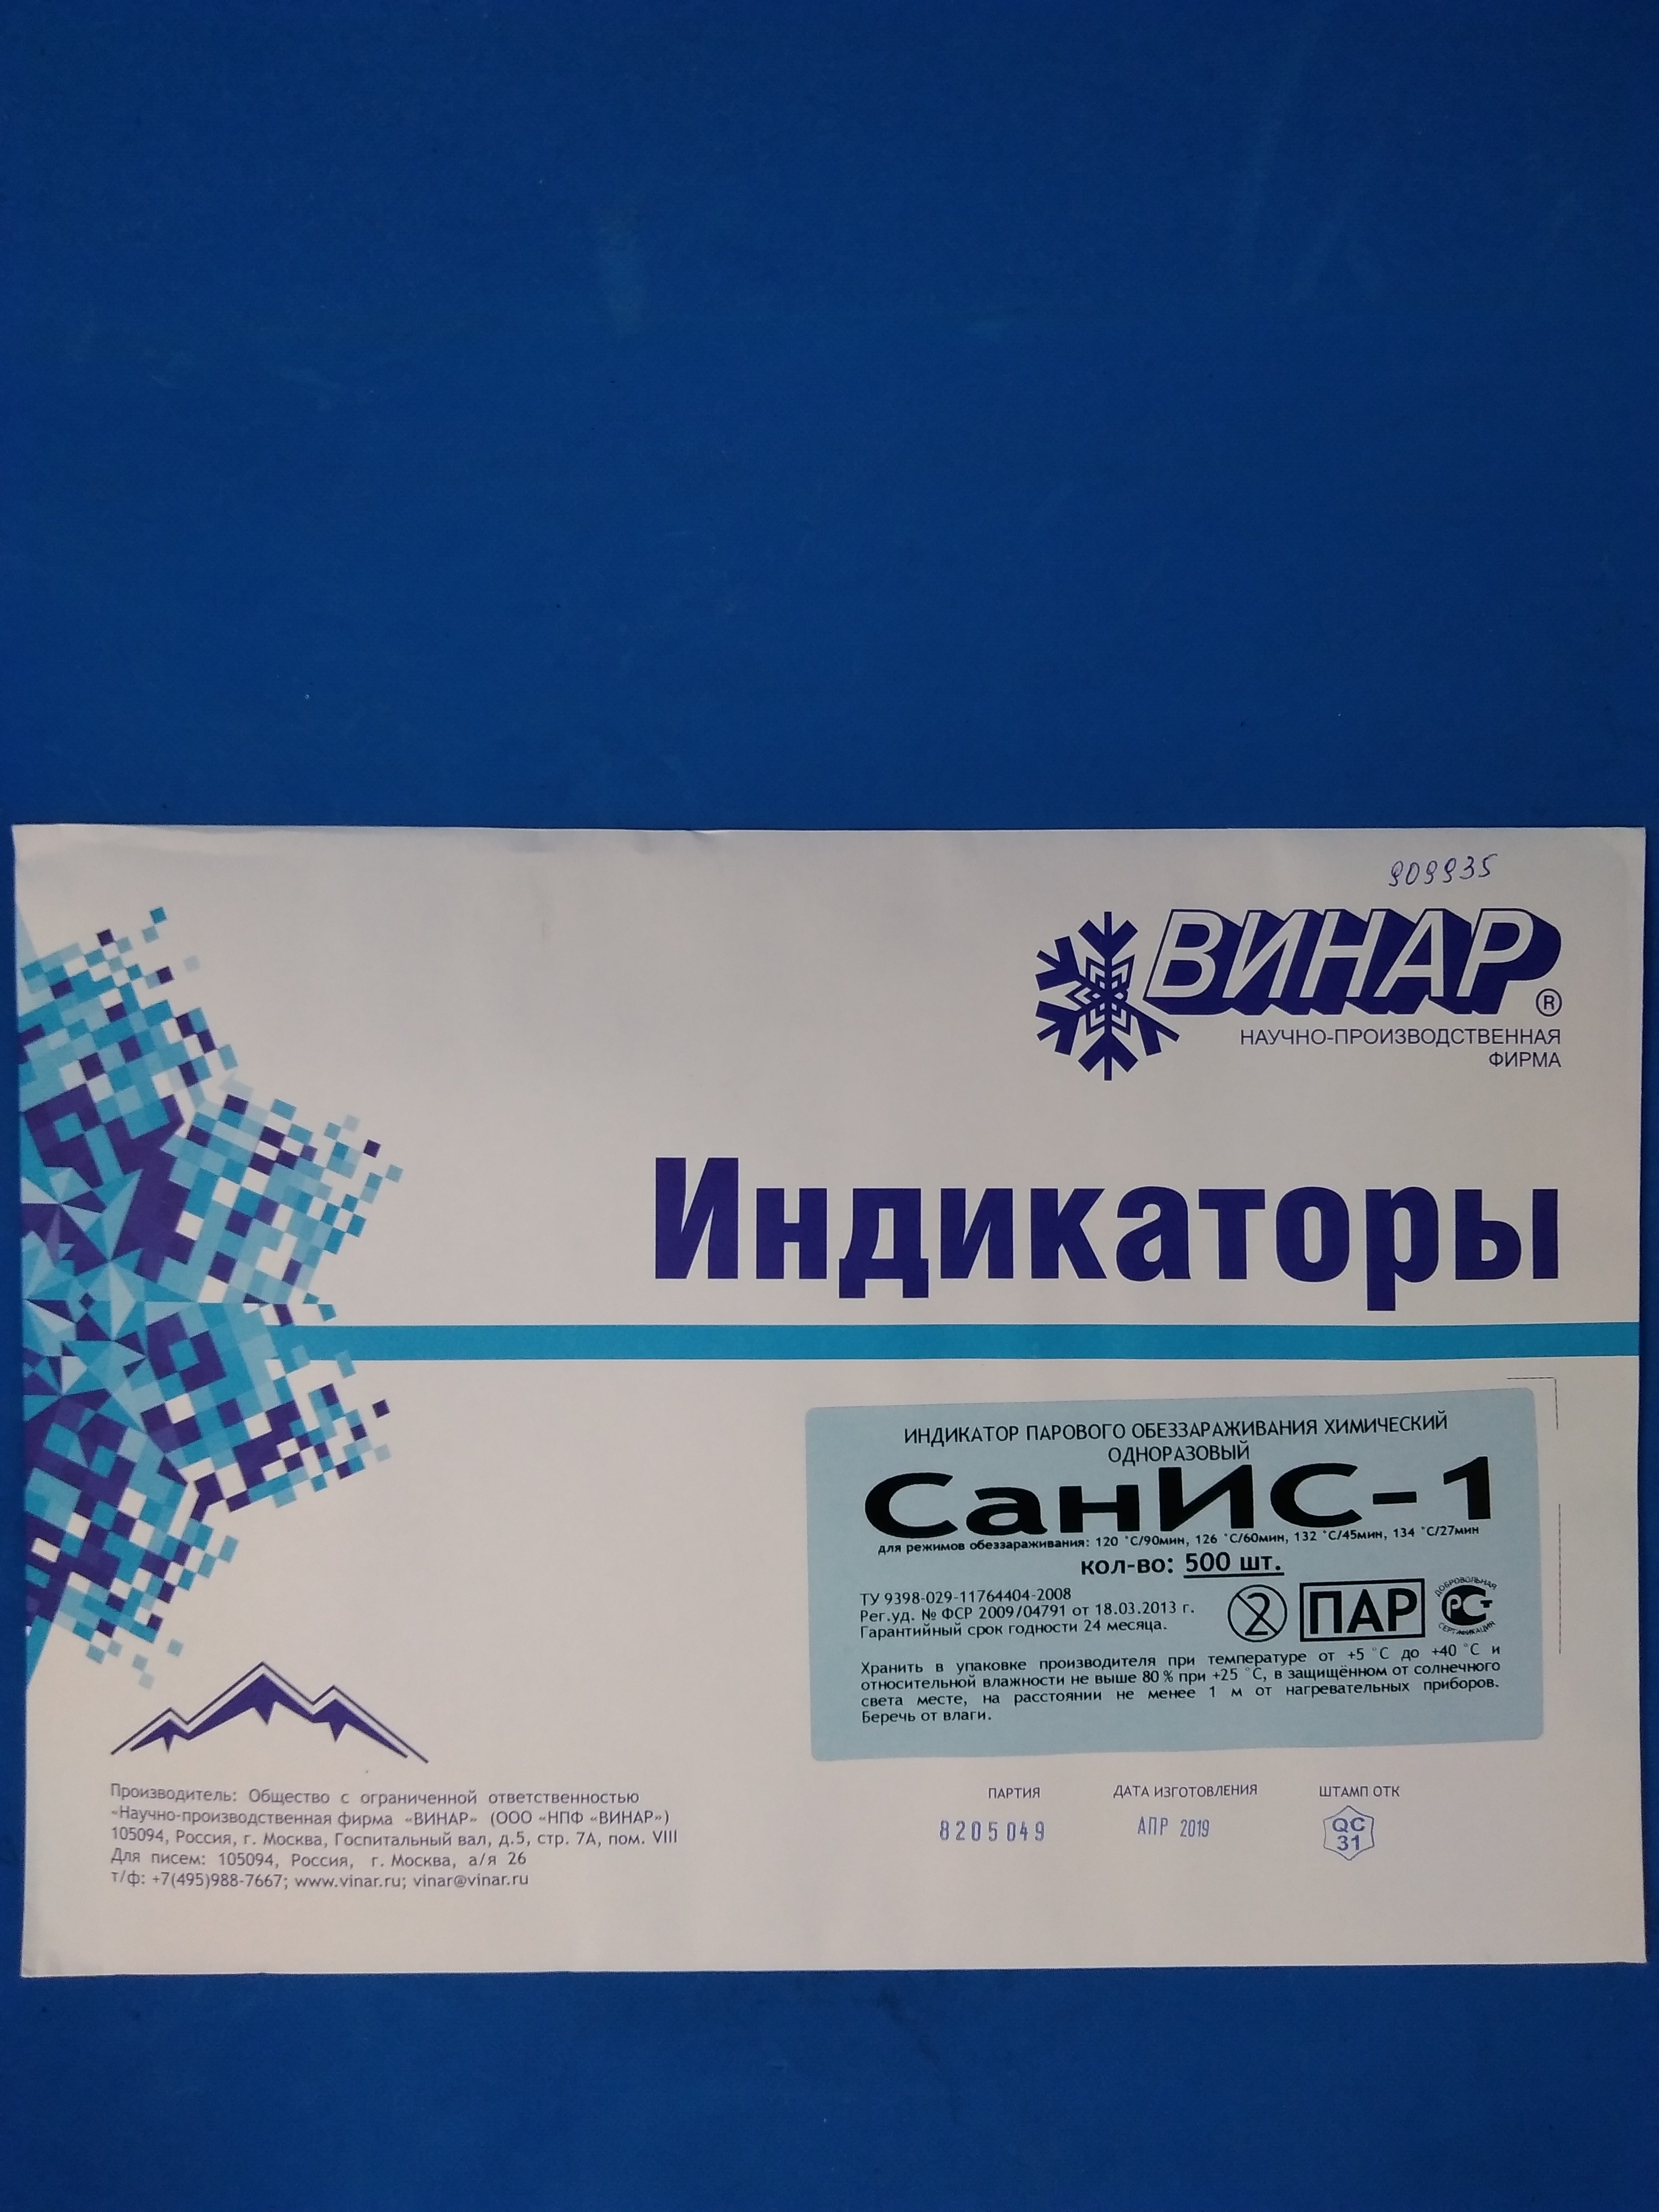 909935
ВИНАР®
НАУЧНО-ПРОИЗВОДСТВЕННАЯ
ФИРМА
Индикаторы
ИНДИКАТОР ПАРОВОГО ОБЕЗЗАРАЖИВАНИЯ ХИМИЧЕСКИЙ
ОДНОРАЗОВЫЙ
СанИС-1
для режимов обеззараживания: 120 °С/90мин, 126 °С/60мин, 132 °С/45мин, 134 °С/27мин
кол-во: 500 шт.
ТУ 9398-029-11764404-2008
Рег.уд. № ФСР 2009/04791 от 18.03.2013 г.
Гарантийный срок годности 24 месяца.
2
ПАР
ДОБРОВОЛЬНАЯ
РСТ
СЕРТИФИКАЦИЯ
Хранить в упаковке производителя при температуре от +5 °С до +40 °С и
относительной влажности не выше 80 % при +25 °С, в защищённом от солнечного
света месте, на расстоянии не менее 1 м от нагревательных приборов.
Беречь от влаги.
Производитель: Общество с ограниченной ответственностью
«Научно-производственная фирма «ВИНАР» (ООО «НПФ «ВИНАР»)
105094, Россия, г. Москва, Госпитальный вал, д.5, стр. 7А, пом. VIII
Для писем: 105094, Россия, г. Москва, а/я 26
т/ф: +7(495)988-7667; www.vinar.ru; vinar@vinar.ru
ПАРТИЯ
8205049
ДАТА ИЗГОТОВЛЕНИЯ
АПР 2019
ШТАМП ОТК
QC
31